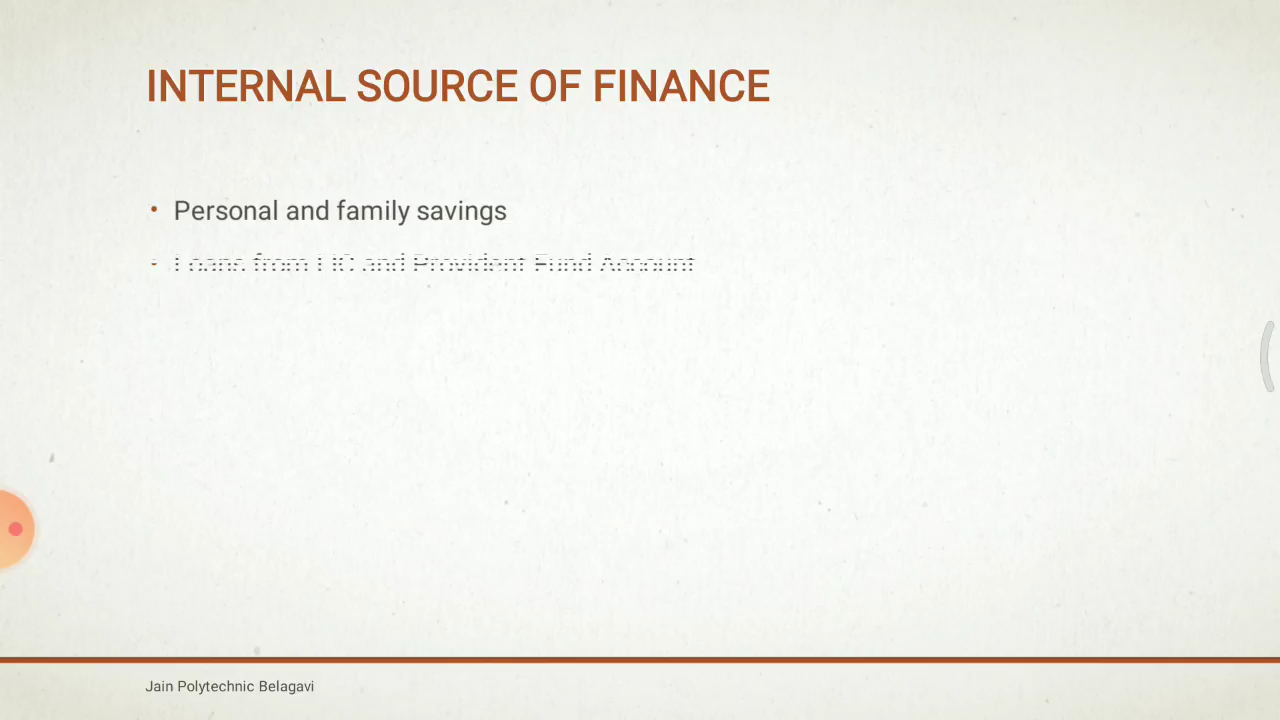 INTERNAL SOURCE OF FINANCE
• Personal and family savings
• Loans from LIC and Provident Fund Account
Jain Polytechnic Belagavi